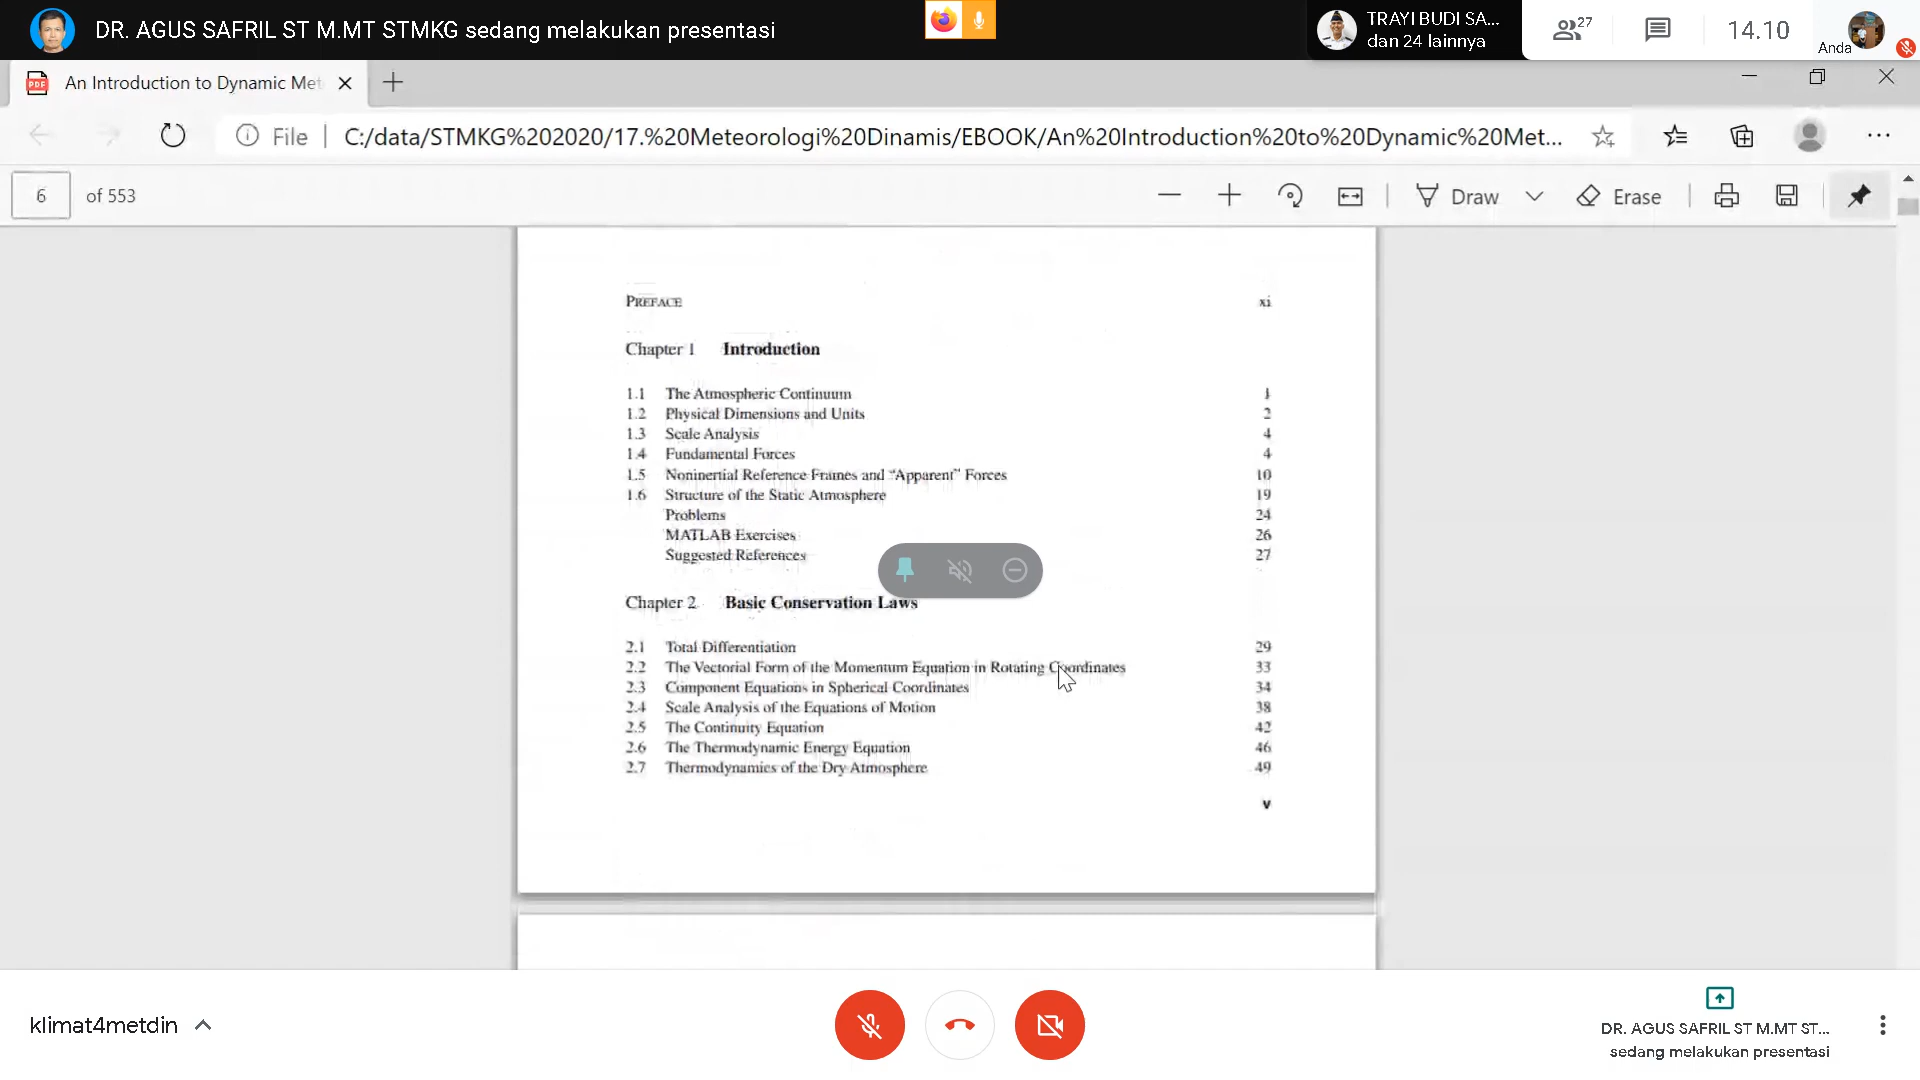 DR. AGUS SAFRIL ST M.MT STMKG sedang melakukan presentasi
TRAYI BUDI SA...
dan 24 lainnya
27
14.10
Anda
PDF
An Introduction to Dynamic Met
File
C:/data/STMKG%202020/17.%20Meteorologi%20Dinamis/EBOOK/An%20Introduction%20to%20Dynamic%20Met...
6 of 553
Draw
Erase
PREFACE xi
Chapter 1 Introduction
1.1 The Atmospheric Continuum 1
1.2 Physical Dimensions and Units 2
1.3 Scale Analysis 4
1.4 Fundamental Forces 4
1.5 Noninertial Reference Frames and “Apparent” Forces 10
1.6 Structure of the Static Atmosphere 19
Problems 24
MATLAB Exercises 26
Suggested References 27
Chapter 2 Basic Conservation Laws
2.1 Total Differentiation 29
2.2 The Vectorial Form of the Momentum Equation in Rotating Coordinates 33
2.3 Component Equations in Spherical Coordinates 34
2.4 Scale Analysis of the Equations of Motion 38
2.5 The Continuity Equation 42
2.6 The Thermodynamic Energy Equation 46
2.7 Thermodynamics of the Dry Atmosphere 49
v
klimat4metdin
DR. AGUS SAFRIL ST M.MT ST...
sedang melakukan presentasi